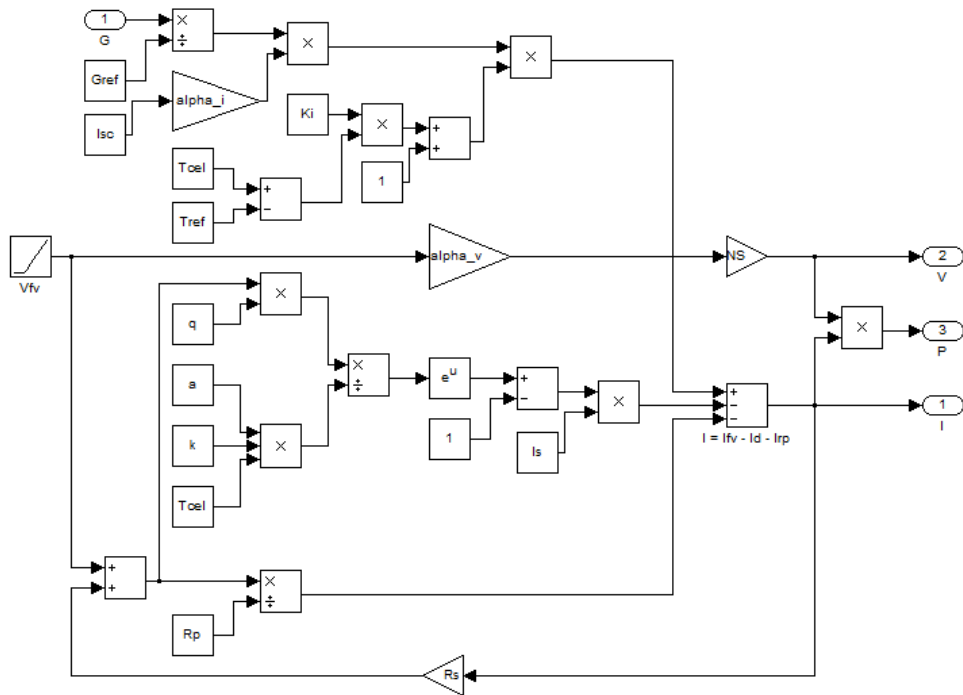 1
G
×
÷
×
×
Gref
alpha_i
Isc
Ki
×
+
+
1
Tcel
+
−
Tref
Vfv
alpha_v
NS
2
V
×
q
×
÷
×
3
P
a
e^u
+
−
×
+
−
−
1
I
k
×
1
Is
I = Ifv - Id - Irp
Tcel
+
+
×
÷
Rp
Rs